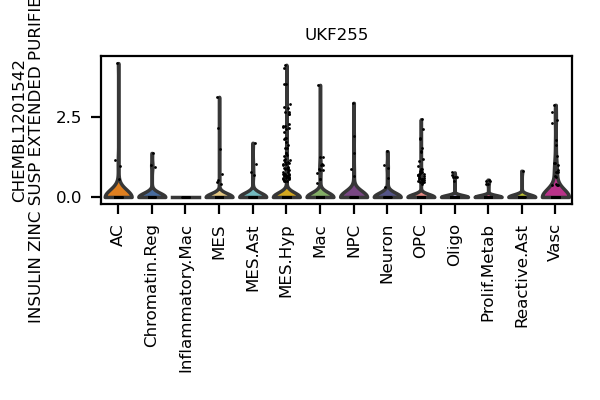 UKF255
CHEMBL1201542
INSULIN ZINC SUSP EXTENDED PURIFIE
2.5
0.0
AC
Chromatin.Reg
Inflammatory.Mac
MES
MES.Ast
MES.Hyp
Mac
NPC
Neuron
OPC
Oligo
Prolif.Metab
Reactive.Ast
Vasc